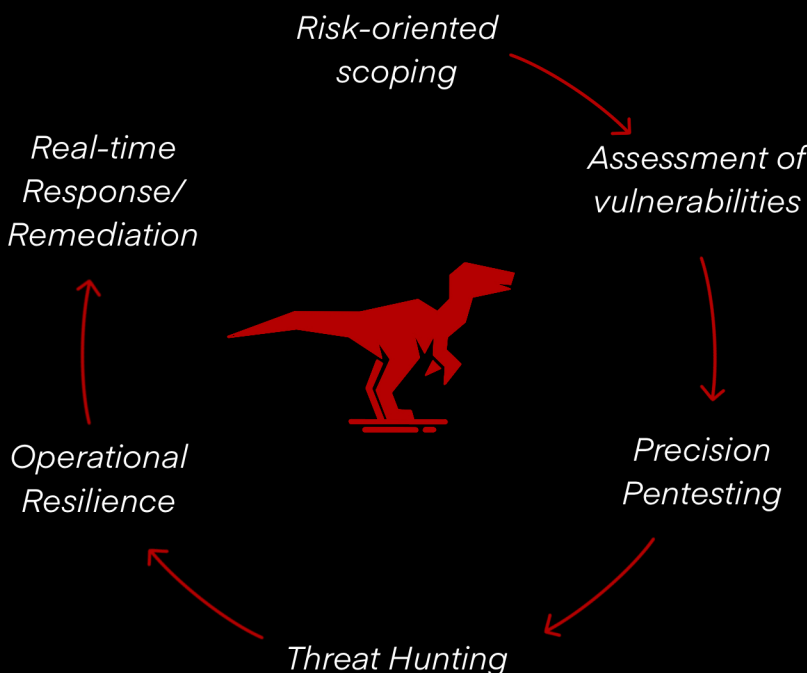 Risk-oriented
scoping
Assessment of
vulnerabilities
Precision
Pentesting
Threat Hunting
Operational
Resilience
Real-time
Response/
Remediation